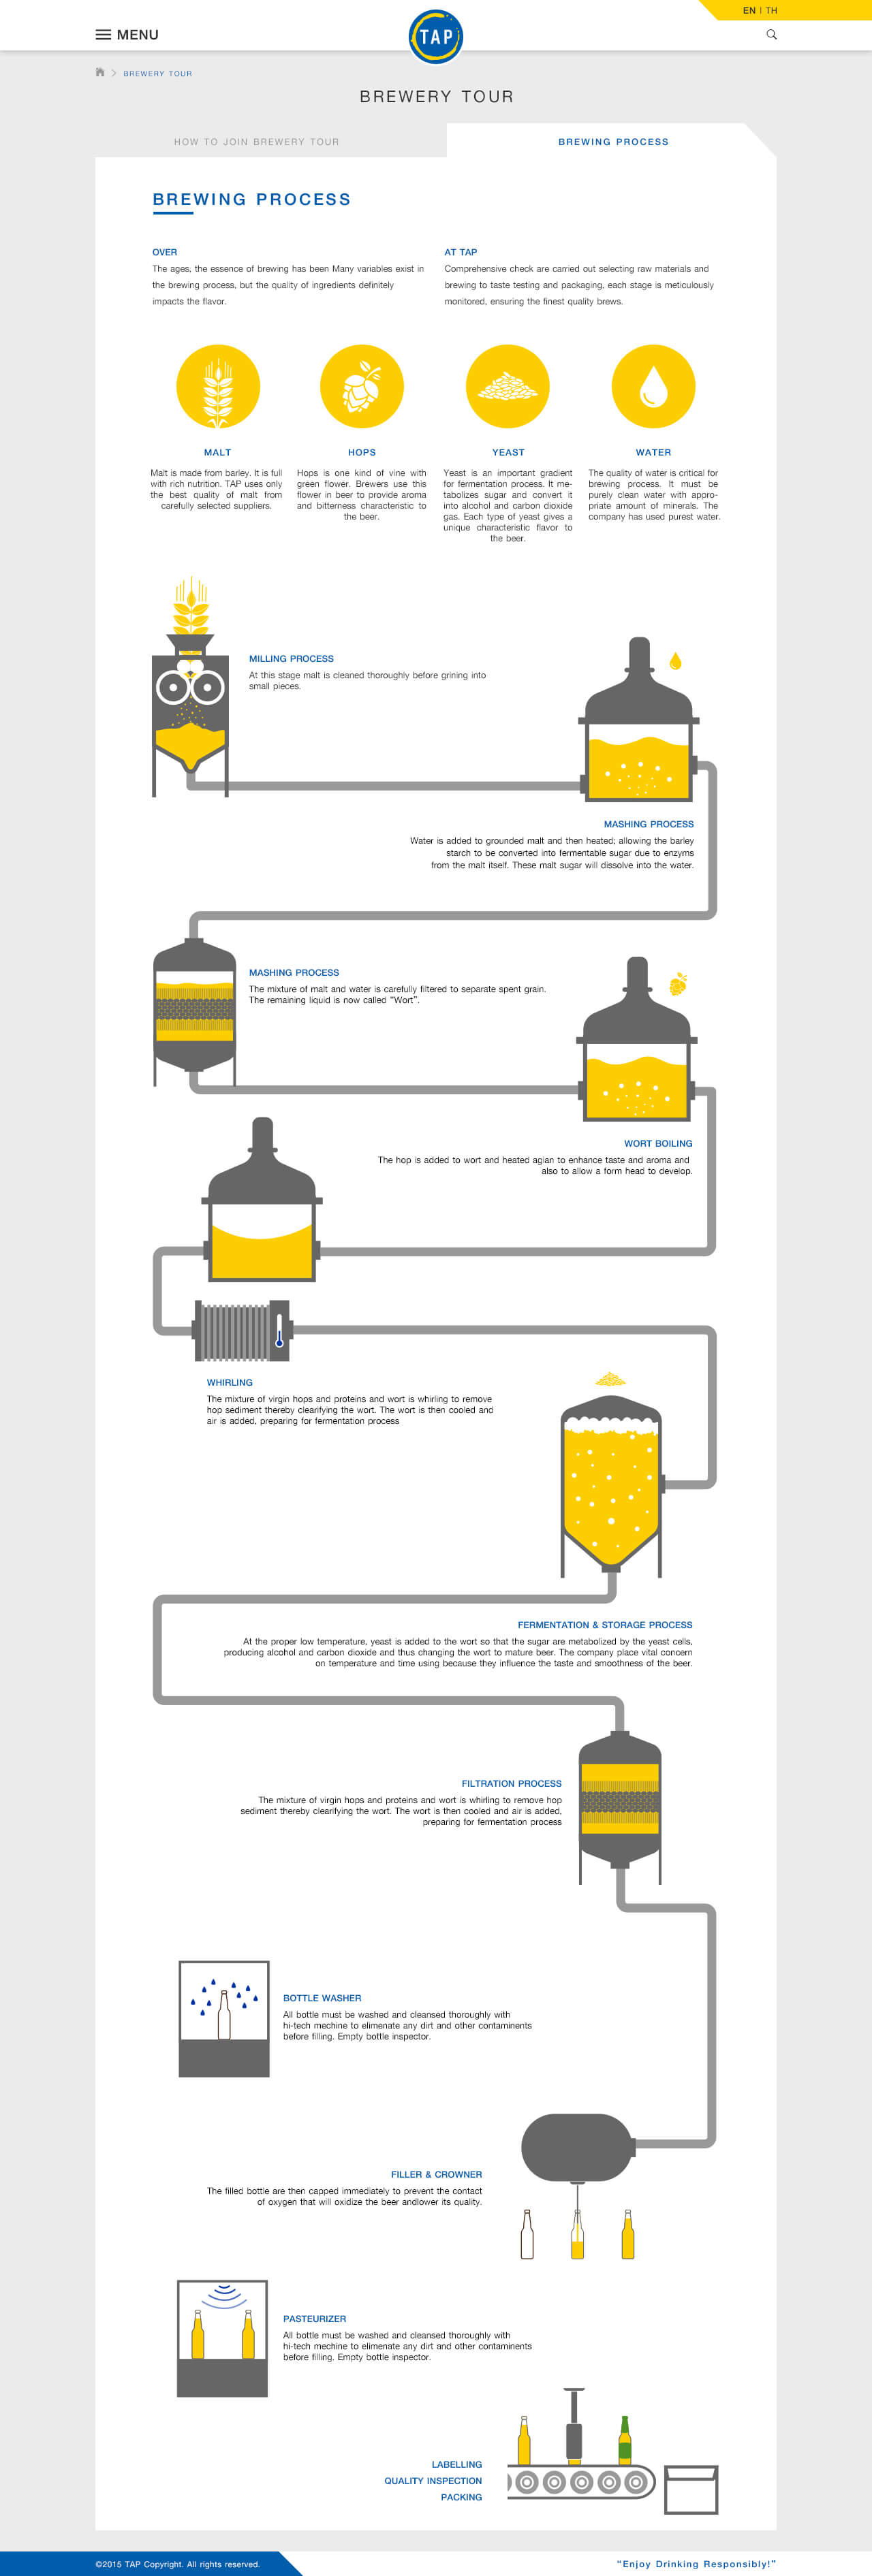 EN | TH
MENU
TAP
BREWERY TOUR
BREWERY TOUR
HOW TO JOIN BREWERY TOUR
BREWING PROCESS
BREWING PROCESS
OVER
The ages, the essence of brewing has been Many variables exist in
the brewing process, but the quality of ingredients definitely
impacts the flavor.
AT TAP
Comprehensive check are carried out selecting raw materials and
brewing to taste testing and packaging, each stage is meticulously
monitored, ensuring the finest quality brews.
MALT
Malt is made from barley. It is full
with rich nutrition. TAP uses only
the best quality of malt from
carefully selected suppliers.
HOPS
Hops is one kind of vine with
green flower. Brewers use this
flower in beer to provide aroma
and bitterness characteristic to
the beer.
YEAST
Yeast is an important gradient
for fermentation process. It me-
tabolizes sugar and convert it
into alcohol and carbon dioxide
gas. Each type of yeast gives a
unique characteristic flavor to
the beer.
WATER
The quality of water is critical for
brewing process. It must be
purely clean water with appro-
priate amount of minerals. The
company has used purest water.
MILLING PROCESS
At this stage malt is cleaned thoroughly before grining into
small pieces.
MASHING PROCESS
Water is added to grounded malt and then heated; allowing the barley
starch to be converted into fermentable sugar due to enzyms
from the malt itself. These malt sugar will dissolve into the water.
MASHING PROCESS
The mixture of malt and water is carefully filtered to separate spent grain.
The remaining liquid is now called “Wort”.
WORT BOILING
The hop is added to wort and heated agian to enhance taste and aroma and
also to allow a form head to develop.
WHIRLING
The mixture of virgin hops and proteins and wort is whirling to remove
hop sediment thereby clearifying the wort. The wort is then cooled and
air is added, preparing for fermentation process
FERMENTATION & STORAGE PROCESS
At the proper low temperature, yeast is added to the wort so that the sugar are metabolized by the yeast cells,
producing alcohol and carbon dioxide and thus changing the wort to mature beer. The company place vital concern
on temperature and time using because they influence the taste and smoothness of the beer.
FILTRATION PROCESS
The mixture of virgin hops and proteins and wort is whirling to remove hop
sediment thereby clearifying the wort. The wort is then cooled and air is added,
preparing for fermentation process
BOTTLE WASHER
All bottle must be washed and cleansed thoroughly with
hi-tech mechine to elimenate any dirt and other contaminents
before filling. Empty bottle inspector.
FILLER & CROWNER
The filled bottle are then capped immediately to prevent the contact
of oxygen that will oxidize the beer andlower its quality.
PASTEURIZER
All bottle must be washed and cleansed thoroughly with
hi-tech mechine to elimenate any dirt and other contaminents
before filling. Empty bottle inspector.
LABELLING
QUALITY INSPECTION
PACKING
©2015 TAP Copyright. All rights reserved.
“Enjoy Drinking Responsibly!”